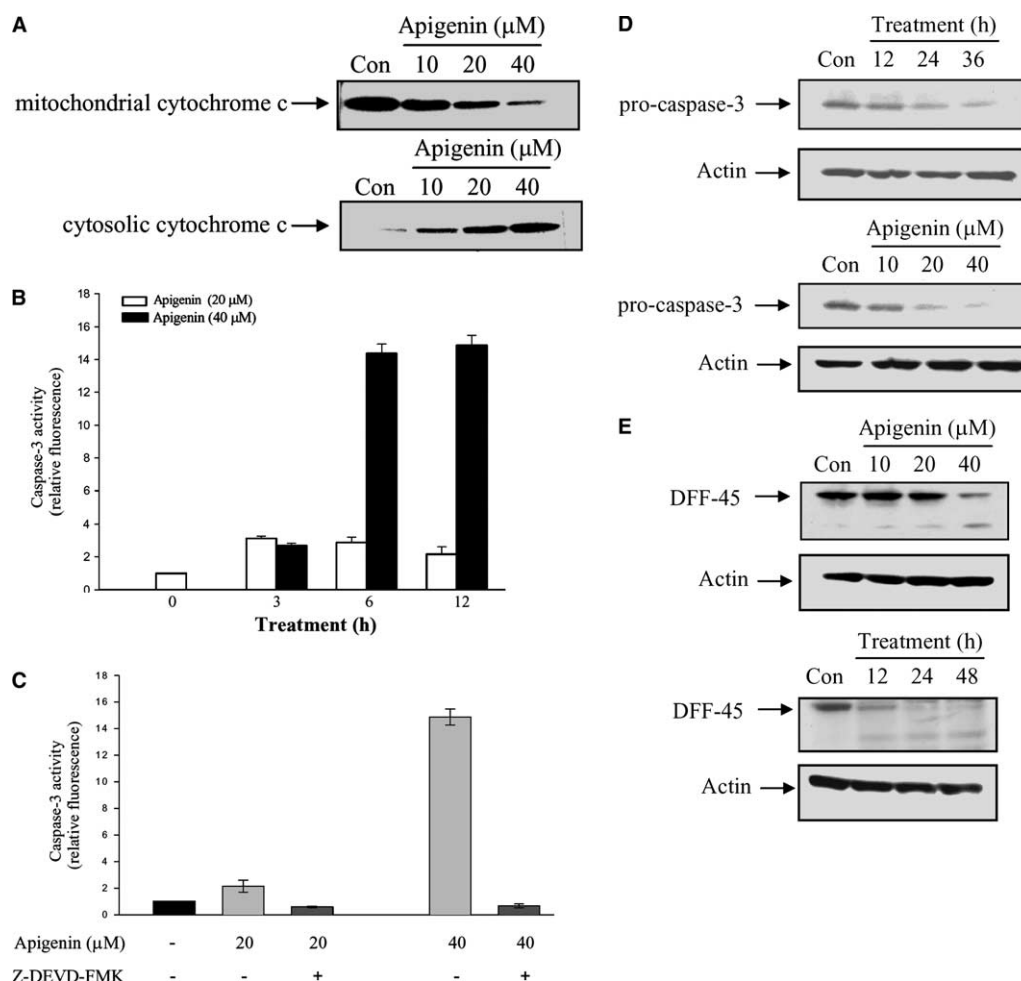 A
Apigenin (µM)
Con 10 20 40
mitochondrial cytochrome c
Apigenin (µM)
Con 10 20 40
cytosolic cytochrome c
B
18
16
14
12
10
8
6
4
2
0
Caspase-3 activity
(relative fluorescence)
Apigenin (20 µM)
Apigenin (40 µM)
0 3 6 12
Treatment (h)
C
18
16
14
12
10
8
6
4
2
0
Caspase-3 activity
(relative fluorescence)
Apigenin (µM) - 20 20 40 40
Z-DEVD-FMK - - + - +
D
Treatment (h)
Con 12 24 36
pro-caspase-3
Actin
Apigenin (µM)
Con 10 20 40
pro-caspase-3
Actin
E
Apigenin (µM)
Con 10 20 40
DFF-45
Actin
Treatment (h)
Con 12 24 48
DFF-45
Actin